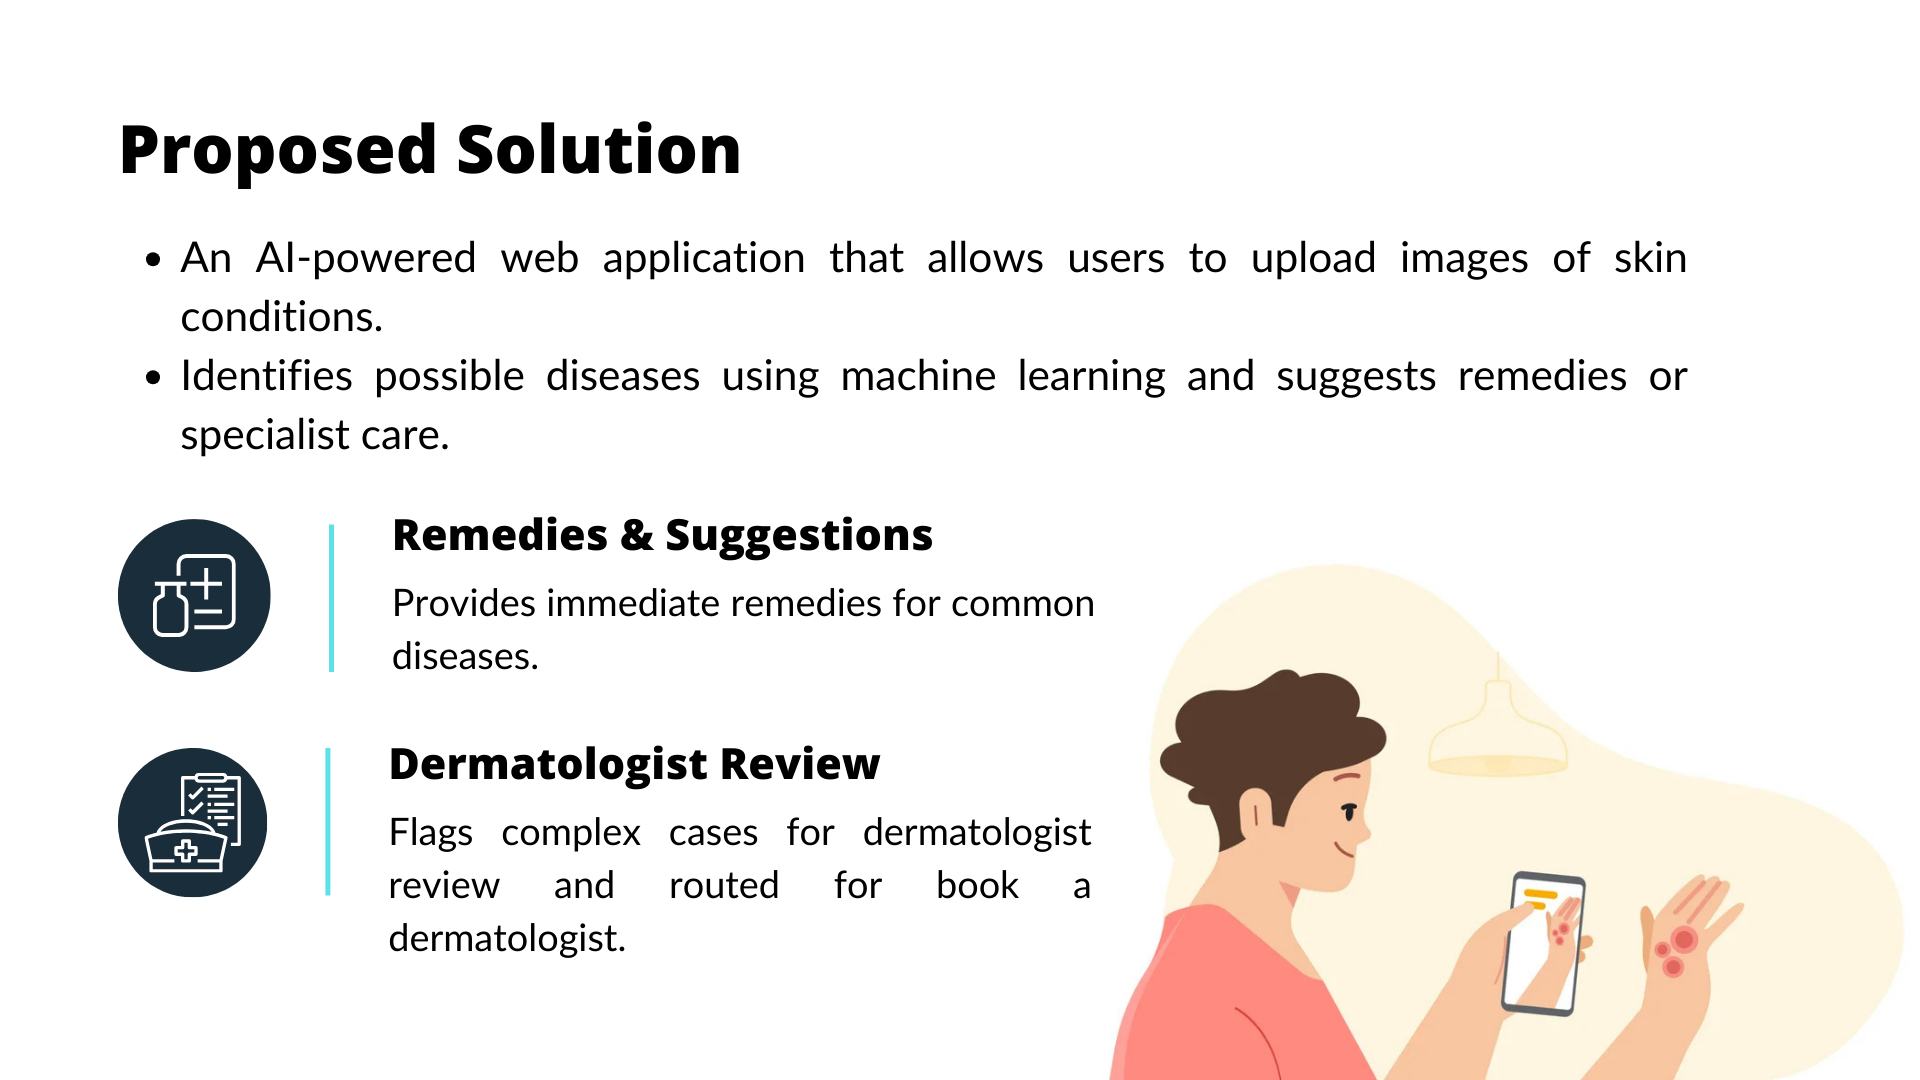 Proposed Solution
• An AI-powered web application that allows users to upload images of skin
conditions.
• Identifies possible diseases using machine learning and suggests remedies or
specialist care.
Remedies & Suggestions
Provides immediate remedies for common
diseases.
Dermatologist Review
Flags complex cases for dermatologist
review and routed for book a
dermatologist.